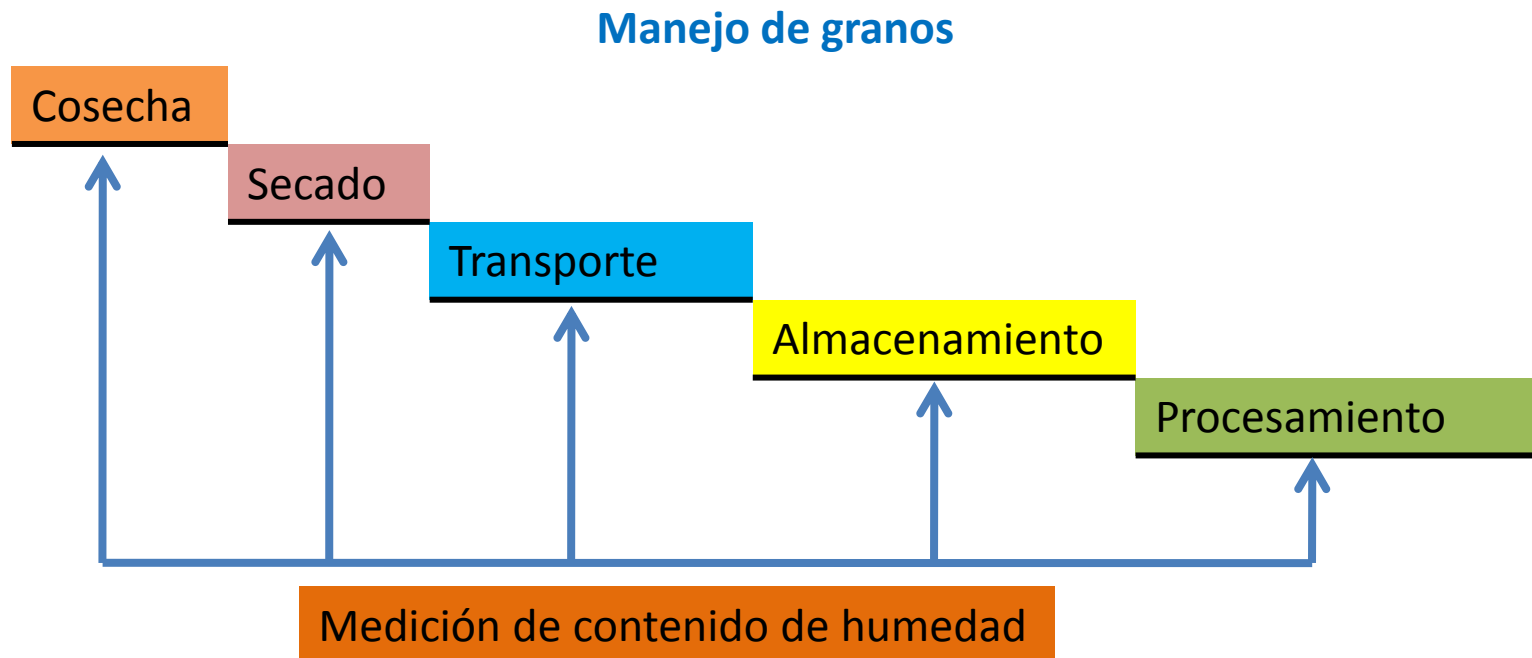 Manejo de granos
Cosecha
Secado
Transporte
Almacenamiento
Procesamiento
Medición de contenido de humedad